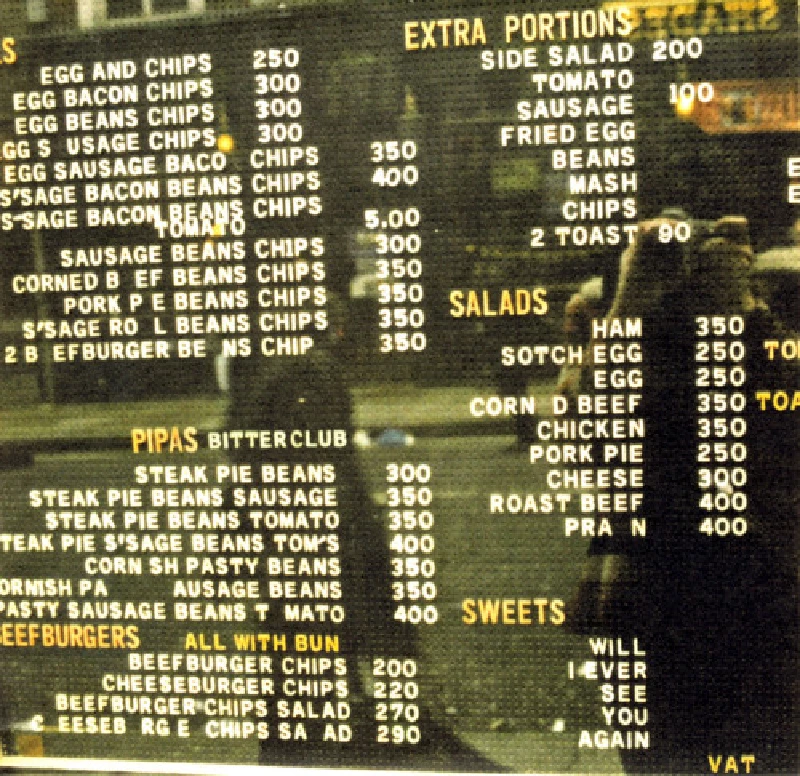 LS
EGG AND CHIPS 250
EGG BACON CHIPS 300
EGG BEANS CHIPS 300
GG S USAGE CHIPS 300
EGG SAUSAGE BACO CHIPS 350
S'SAGE BACON BEANS CHIPS 400
S'SAGE BACON BEANS CHIPS
TOMATO 5.00
SAUSAGE BEANS CHIPS 300
CORNED B EF BEANS CHIPS 350
PORK P E BEANS CHIPS 350
S'SAGE RO L BEANS CHIPS 350
2 B EFBURGER BE NS CHIP 350
PIPAS BITTER CLUB
STEAK PIE BEANS 300
STEAK PIE BEANS SAUSAGE 350
STEAK PIE BEANS TOMATO 350
TEAK PIE S'SAGE BEANS TOM'S 400
CORN SH PASTY BEANS 350
ORNISH PA AUSAGE BEANS 350
PASTY SAUSAGE BEANS T MATO 400
BEEFBURGERS ALL WITH BUN
BEEFBURGER CHIPS 200
CHEESEBURGER CHIPS 220
BEEFBURGER CHIPS SALAD 270
C EESEB RG E CHIPS SA AD 290
EXTRA PORTIONS
SIDE SALAD 200
TOMATO
SAUSAGE 100
FRIED EGG
BEANS
MASH
CHIPS
2 TOAST 90
SALADS
HAM 350
SOTCH EGG 250
EGG 250
CORN D BEEF 350
CHICKEN 350
PORK PIE 250
CHEESE 300
ROAST BEEF 400
PRA N 400
SWEETS
WILL
I EVER
SEE
YOU
AGAIN
E
E
TO
TOA
VAT